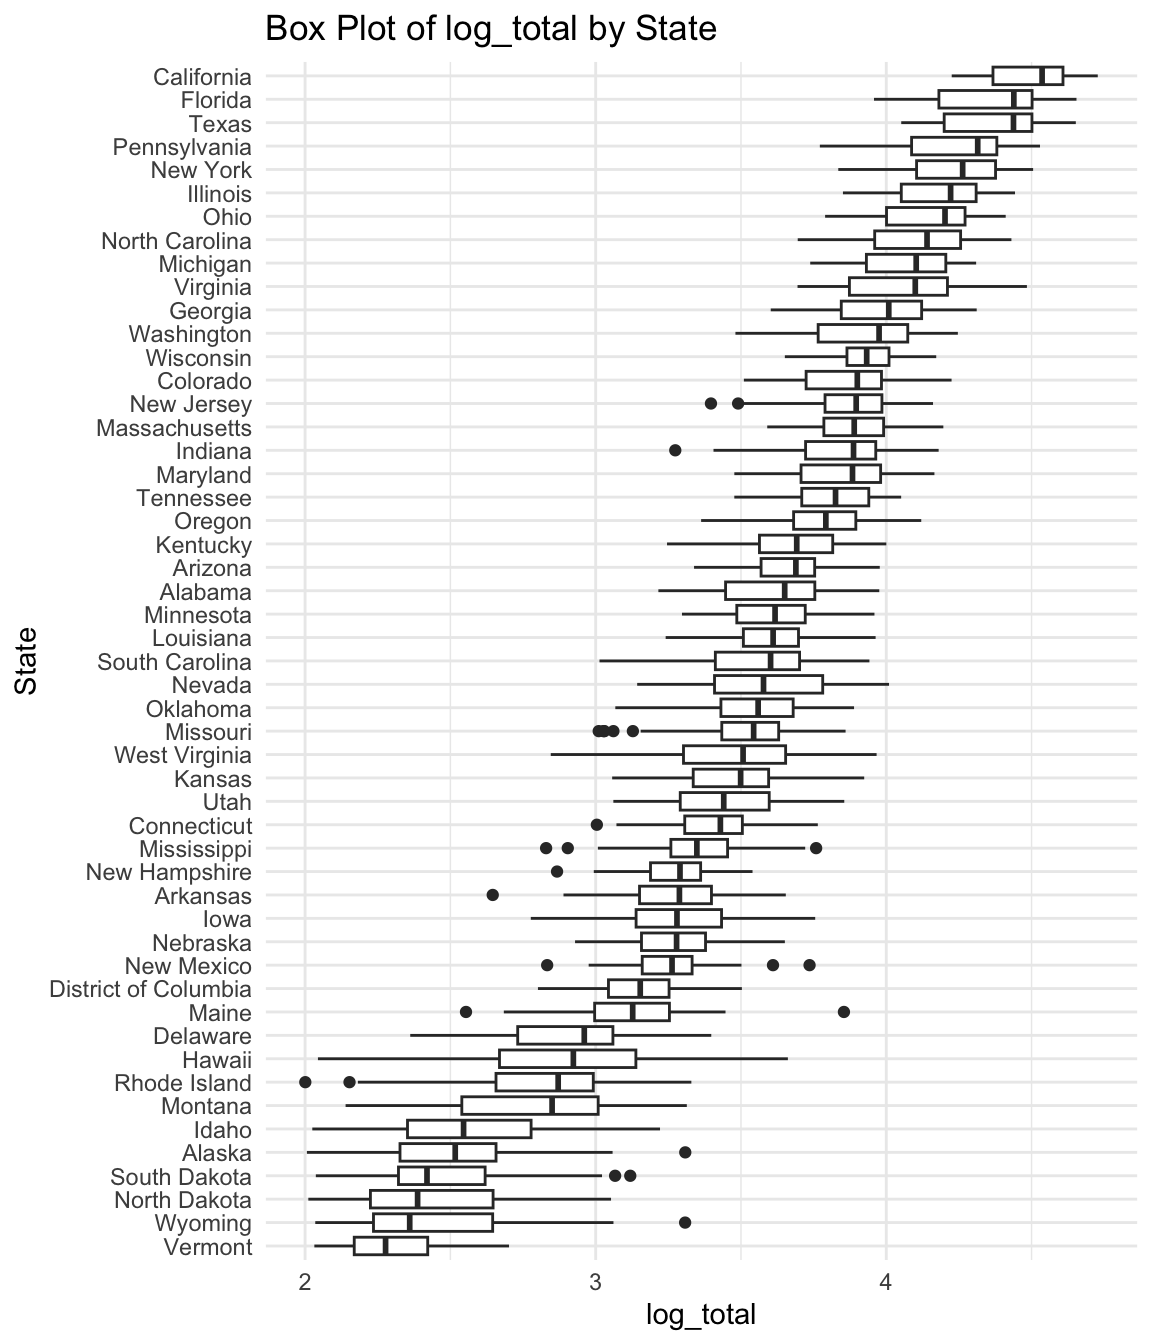 Box Plot of log_total by State
California
Florida
Texas
Pennsylvania
New York
Illinois
Ohio
North Carolina
Michigan
Virginia
Georgia
Washington
Wisconsin
Colorado
New Jersey
Massachusetts
Indiana
Maryland
Tennessee
Oregon
Kentucky
Arizona
Alabama
Minnesota
Louisiana
South Carolina
Nevada
Oklahoma
Missouri
West Virginia
Kansas
Utah
Connecticut
Mississippi
New Hampshire
Arkansas
Iowa
Nebraska
New Mexico
District of Columbia
Maine
Delaware
Hawaii
Rhode Island
Montana
Idaho
Alaska
South Dakota
North Dakota
Wyoming
Vermont
State
2 3 4
log_total